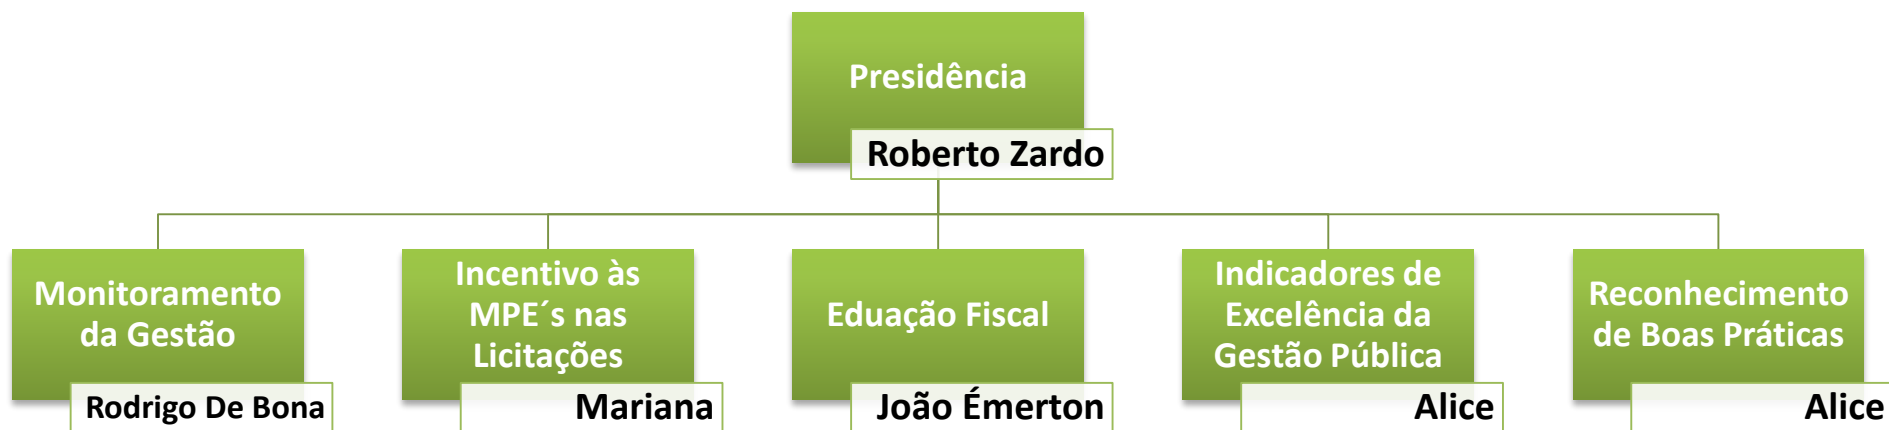 Presidência
Roberto Zardo
Monitoramento
da Gestão
Rodrigo De Bona
Incentivo às
MPE´s nas
Licitações
Mariana
Eduação Fiscal
João Émerton
Indicadores de
Excelência da
Gestão Pública
Alice
Reconhecimento
de Boas Práticas
Alice